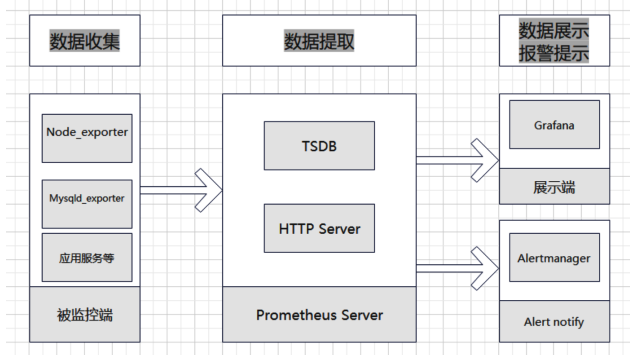 数据收集
数据提取
数据展示
报警提示
Node_exporter
Mysqld_exporter
应用服务等
被监控端
TSDB
HTTP Server
Prometheus Server
Grafana
展示端
Alertmanager
Alert notify